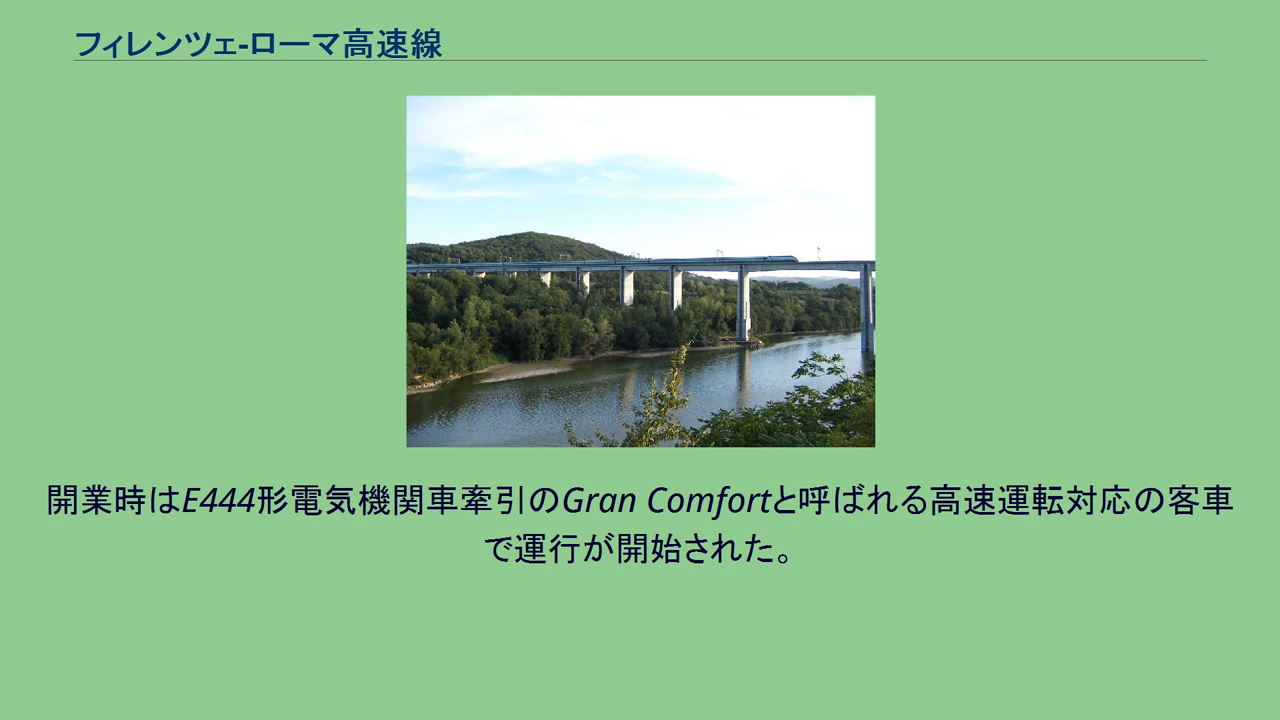 フィレンツェ-ローマ高速線
開業時はE444形電気機関車牽引のGran Comfortと呼ばれる高速運転対応の客車
で運行が開始された。